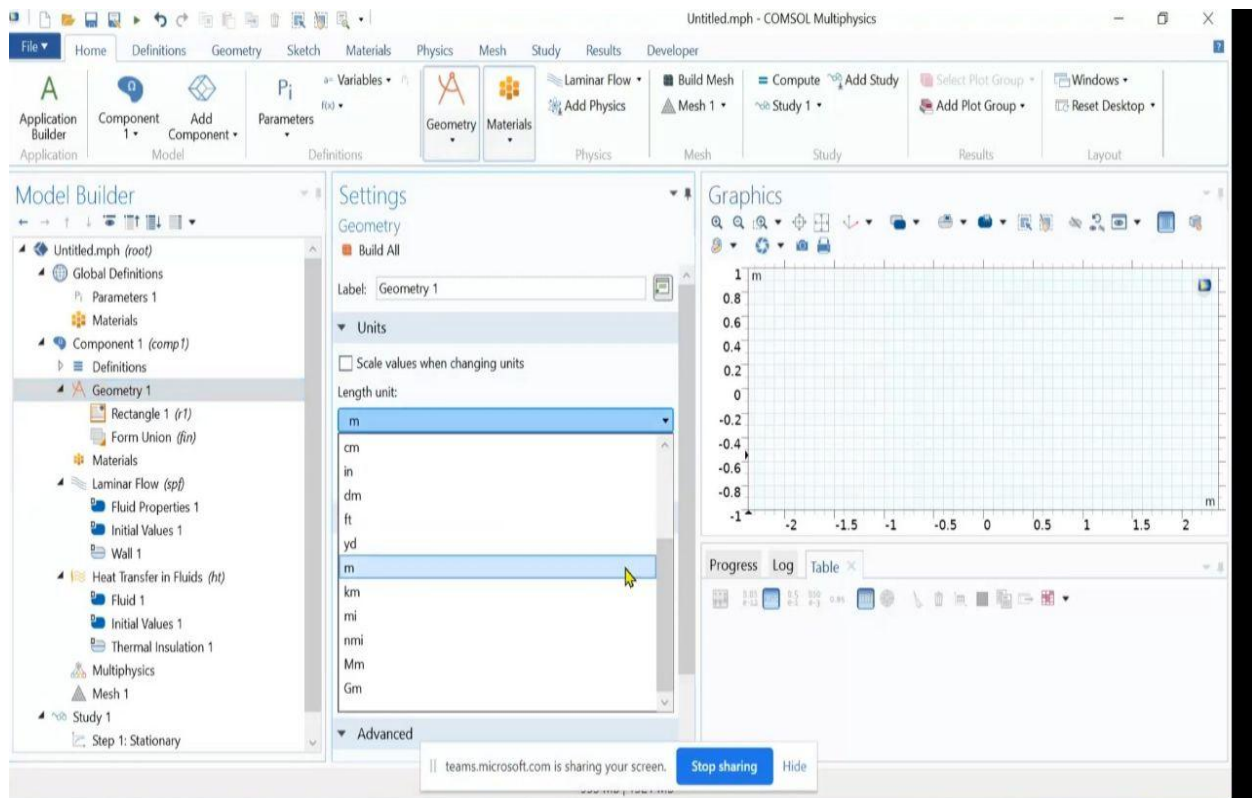 Untitled.mph - COMSOL Multiphysics
File Home Definitions Geometry Sketch Materials Physics Mesh Study Results Developer
Application Builder
Component 1
Add Component
Pi Parameters
a= Variables
f(x)
Geometry
Materials
Laminar Flow
Add Physics
Build Mesh
Mesh 1
= Compute
Add Study
Study 1
Select Plot Group
Add Plot Group
Windows
Reset Desktop
Application Model Definitions Physics Mesh Study Results Layout
Model Builder
Untitled.mph (root)
Global Definitions
Pi Parameters 1
Materials
Component 1 (comp1)
Definitions
Geometry 1
Rectangle 1 (r1)
Form Union (fin)
Materials
Laminar Flow (spf)
Fluid Properties 1
Initial Values 1
Wall 1
Heat Transfer in Fluids (ht)
Fluid 1
Initial Values 1
Thermal Insulation 1
Multiphysics
Mesh 1
Study 1
Step 1: Stationary
Settings
Geometry
Build All
Label: Geometry 1
Units
Scale values when changing units
Length unit:
m
cm
in
dm
ft
yd
m
km
mi
nmi
Mm
Gm
Advanced
Graphics
1 m
0.8
0.6
0.4
0.2
0
-0.2
-0.4
-0.6
-0.8
m
-1
-2 -1.5 -1 -0.5 0 0.5 1 1.5 2
Progress Log Table
teams.microsoft.com is sharing your screen. Stop sharing Hide